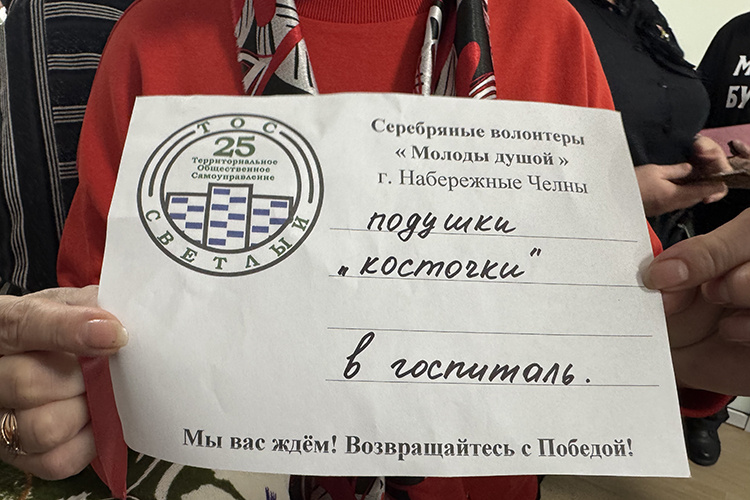 ТОС
25
Территориальное
Общественное
Самоуправление
СВЕТЛЫЙ
Серебряные волонтеры
« Молоды душой »
г. Набережные Челны
подушки
„косточки"
в госпиталь.
Мы вас ждём! Возвращайтесь с Победой!